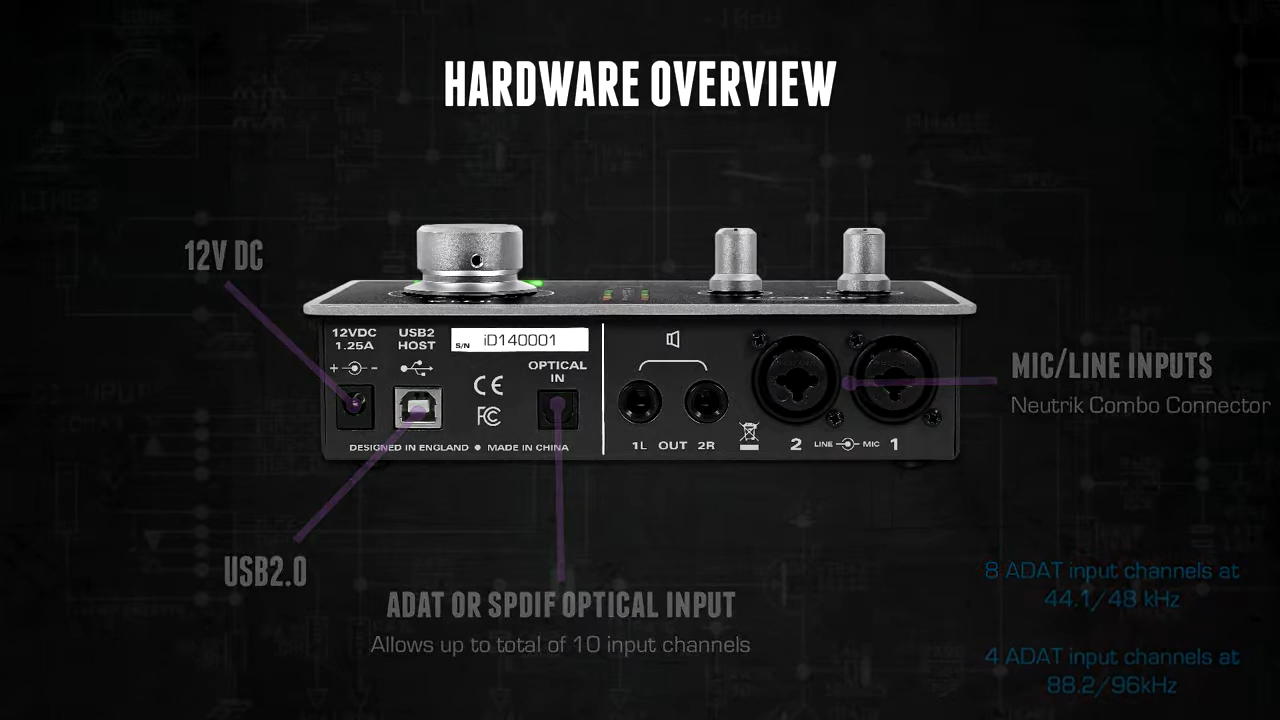 HARDWARE OVERVIEW
12V DC
12VDC
1.25A
USB2
HOST
S/N iD140001
OPTICAL
IN
DESIGNED IN ENGLAND ● MADE IN CHINA
1L OUT 2R
2 LINE MIC 1
MIC/LINE INPUTS
Neutrik Combo Connector
USB2.0
ADAT OR SPDIF OPTICAL INPUT
Allows up to total of 10 input channels
8 ADAT input channels at
44.1/48 kHz
4 ADAT input channels at
88.2/96kHz